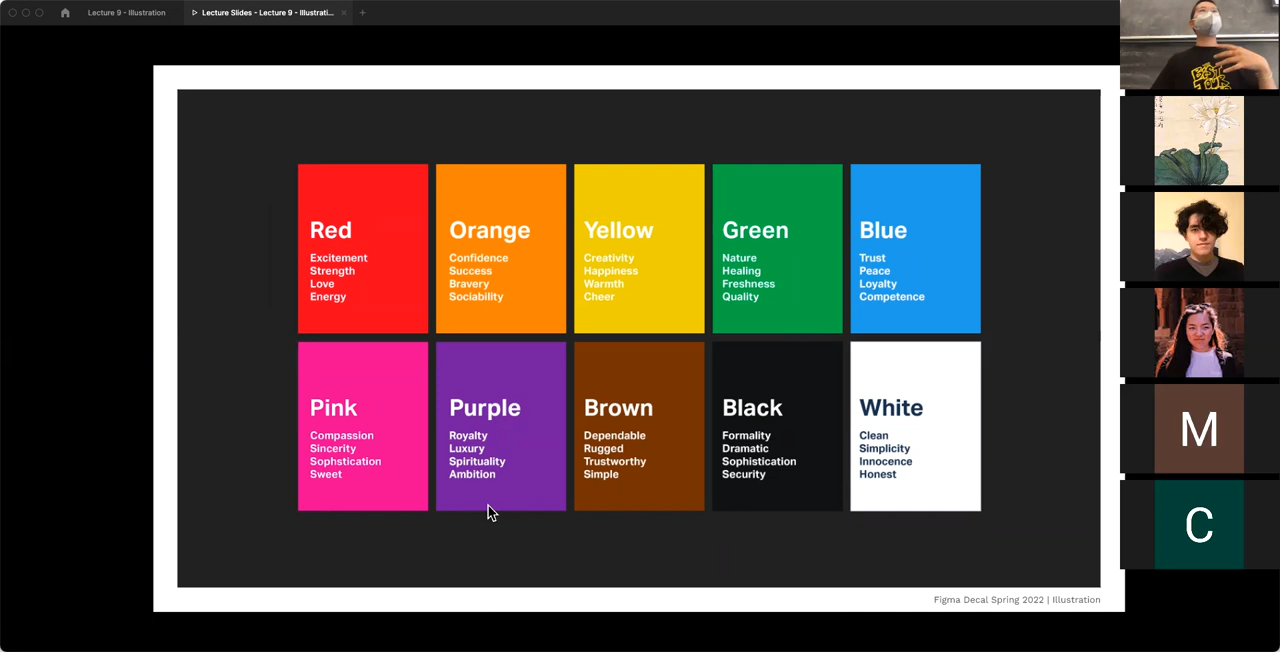 Lecture 9 - Illustration
Lecture Slides - Lecture 9 - Illustrati...
Red
Excitement
Strength
Love
Energy
Orange
Confidence
Success
Bravery
Sociability
Yellow
Creativity
Happiness
Warmth
Cheer
Green
Nature
Healing
Freshness
Quality
Blue
Trust
Peace
Loyalty
Competence
Pink
Compassion
Sincerity
Sophstication
Sweet
Purple
Royalty
Luxury
Spirituality
Ambition
Brown
Dependable
Rugged
Trustworthy
Simple
Black
Formality
Dramatic
Sophistication
Security
White
Clean
Simplicity
Innocence
Honest
Figma Decal Spring 2022 | Illustration
M
C